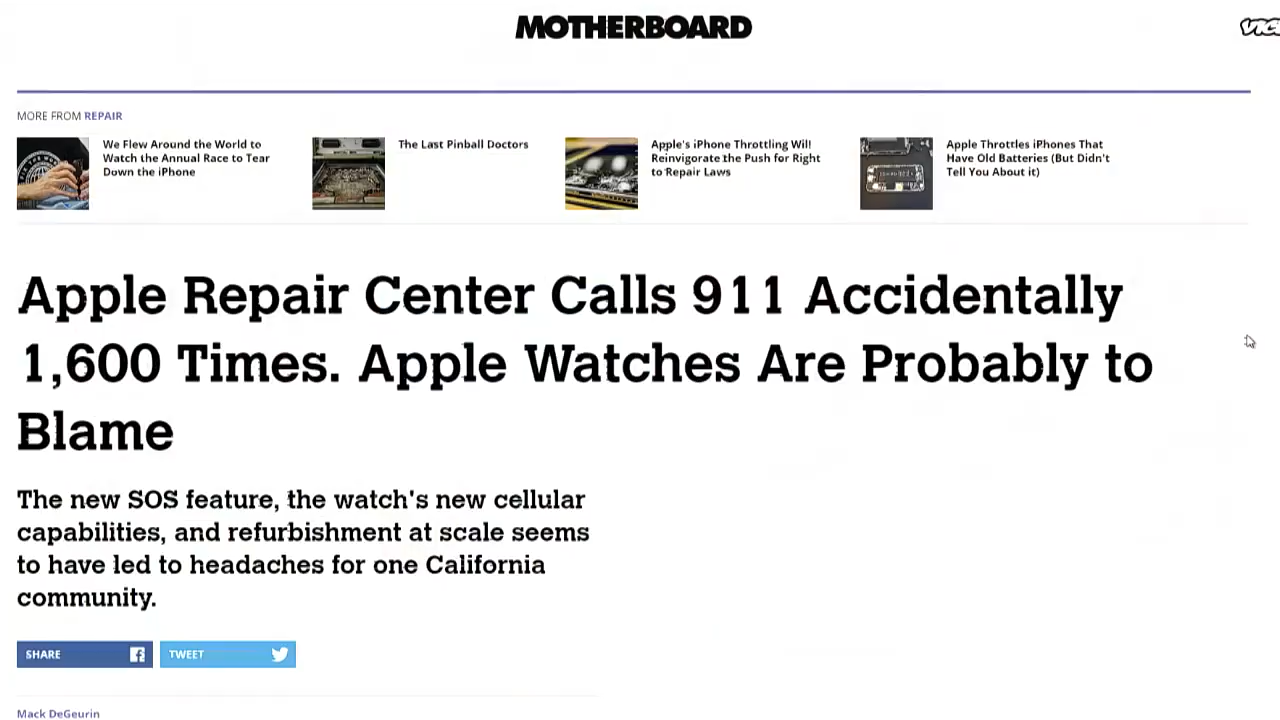 MOTHERBOARD
VICE
MORE FROM REPAIR
We Flew Around the World to
Watch the Annual Race to Tear
Down the iPhone
The Last Pinball Doctors
Apple's iPhone Throttling Will
Reinvigorate the Push for Right
to Repair Laws
Apple Throttles iPhones That
Have Old Batteries (But Didn't
Tell You About it)
Apple Repair Center Calls 911 Accidentally
1,600 Times. Apple Watches Are Probably to
Blame
The new SOS feature, the watch's new cellular
capabilities, and refurbishment at scale seems
to have led to headaches for one California
community.
SHARE
TWEET
Mack DeGeurin